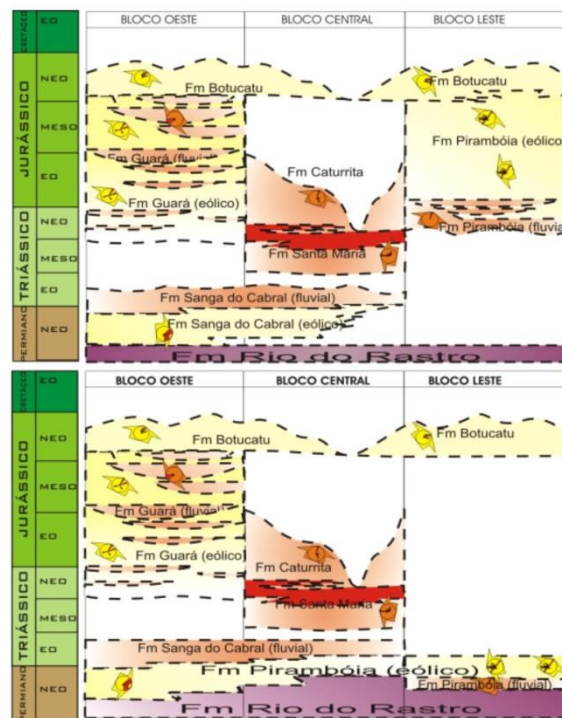 BLOCO OESTE BLOCO CENTRAL BLOCO LESTE
CRETÁCEO
EO
JURÁSSICO
NEO
MESO
EO
TRIÁSSICO
NEO
MESO
EO
PERMIANO
NEO
Fm Botucatu
Fm Botucatu
Fm Pirambóia (eólico)
Fm Guará (fluvial)
Fm Caturrita
Fm Guará (eólico)
Fm Pirambóia (fluvial)
Fm Santa Maria
Fm Sanga do Cabral (fluvial)
Fm Sanga do Cabral (eólico)
Fm Rio do Rastro
BLOCO OESTE BLOCO CENTRAL BLOCO LESTE
CRETÁCEO
EO
JURÁSSICO
NEO
MESO
EO
TRIÁSSICO
NEO
MESO
EO
PERMIANO
NEO
Fm Botucatu
Fm Botucatu
Fm Guará (fluvial)
Fm Guará (eólico)
Fm Caturrita
Fm Santa Maria
Fm Sanga do Cabral (fluvial)
Fm Pirambóia (eólico)
Fm Pirambóia (fluvial)
Fm Rio do Rastro